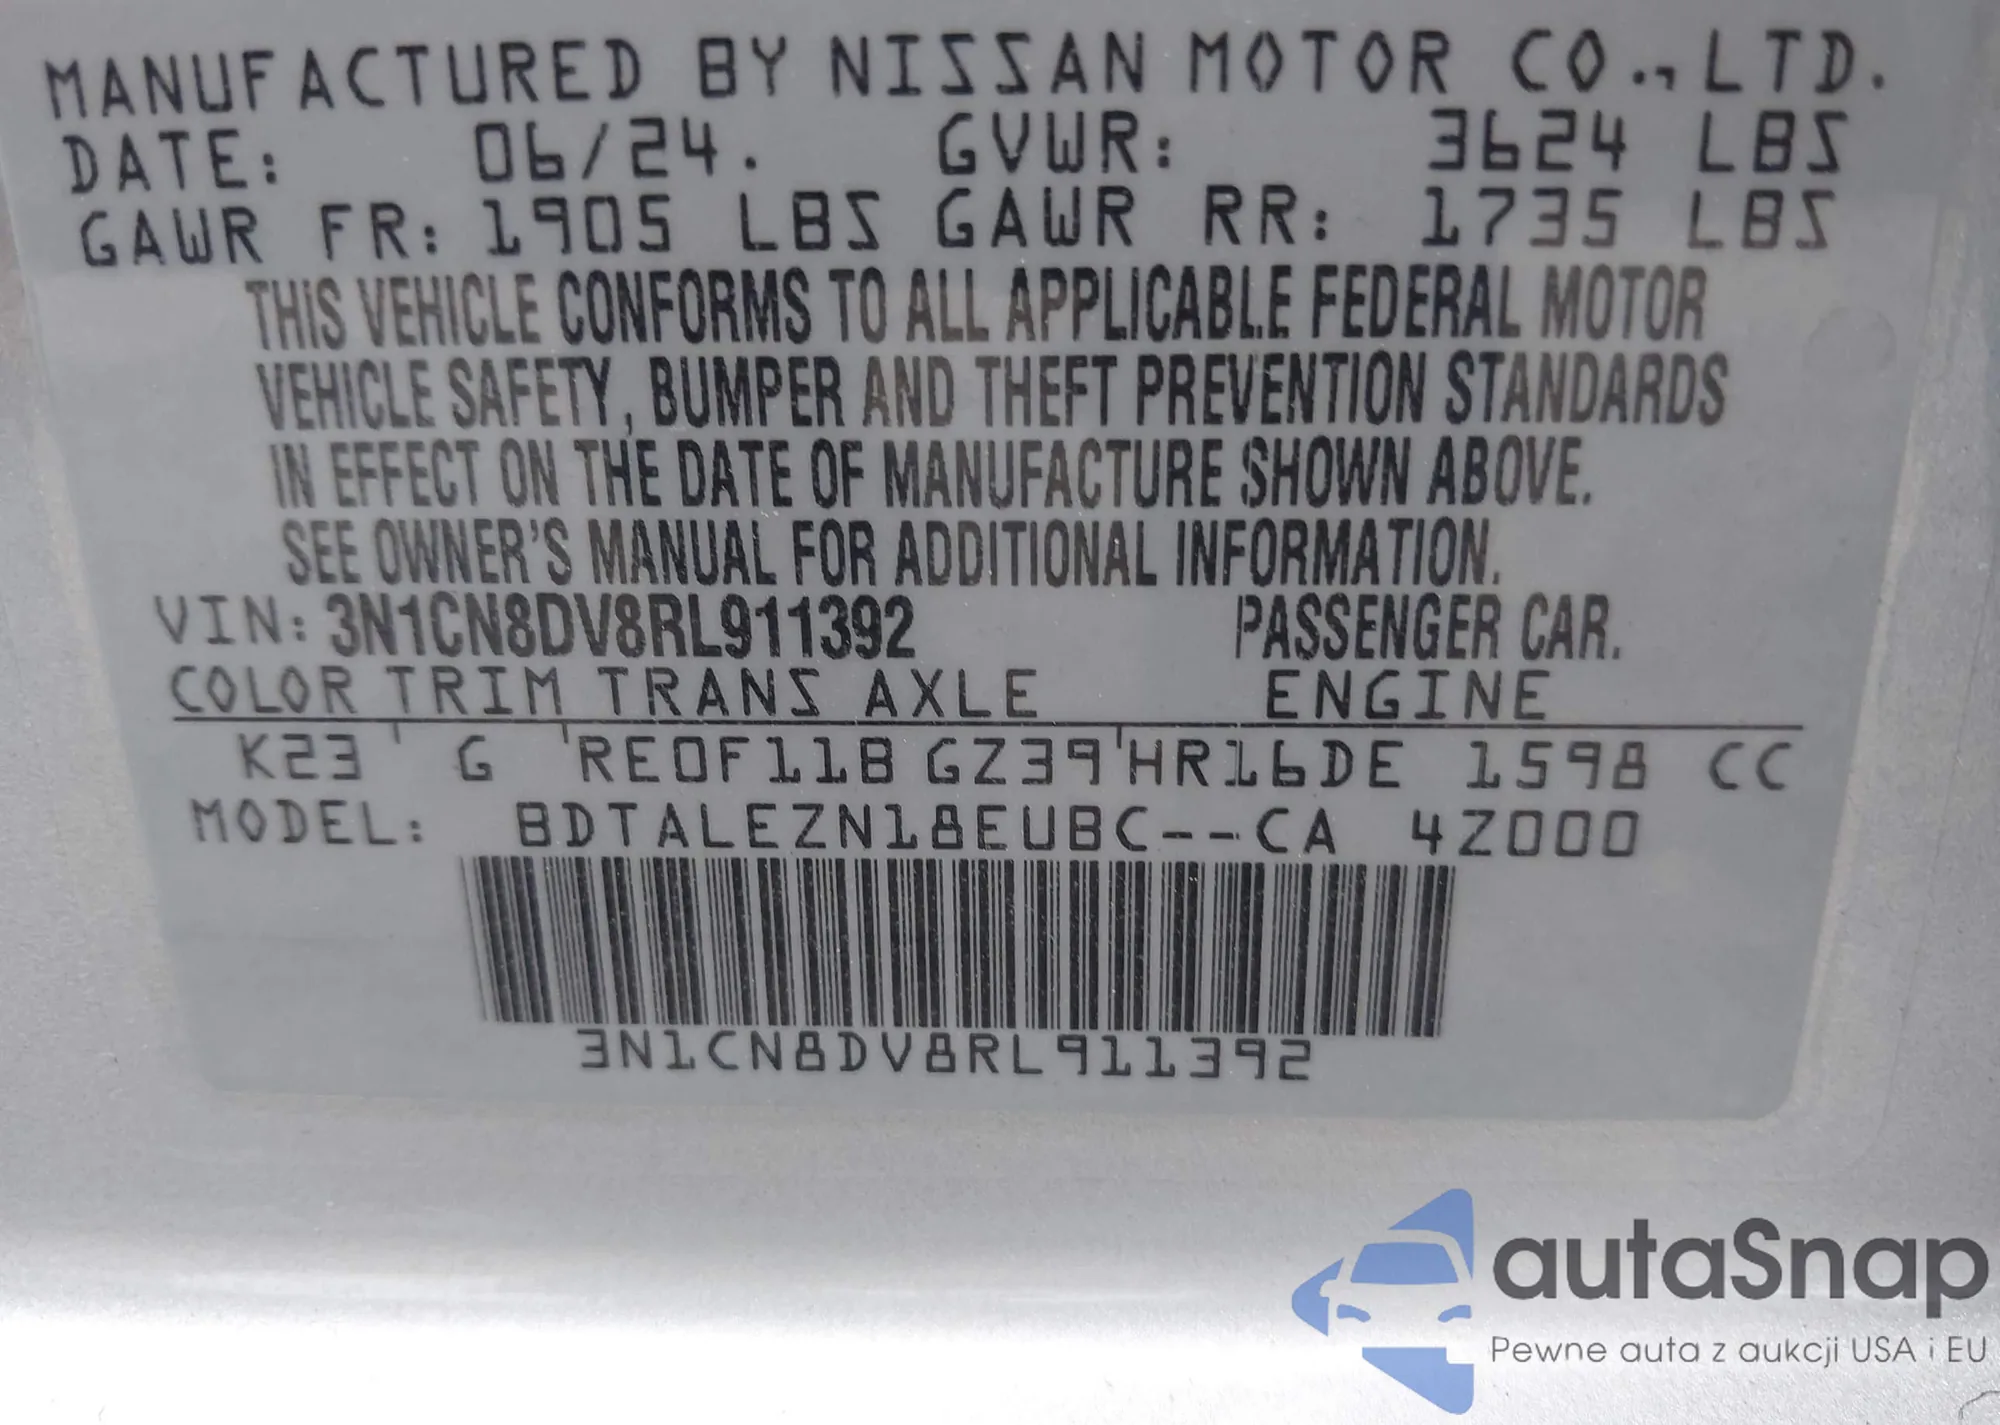 MANUFACTURED BY NISSAN MOTOR CO., LTD.
DATE: 06/24. GVWR: 3624 LBS
GAWR FR: 1905 LBS GAWR RR: 1735 LBS
THIS VEHICLE CONFORMS TO ALL APPLICABLE FEDERAL MOTOR
VEHICLE SAFETY, BUMPER AND THEFT PREVENTION STANDARDS
IN EFFECT ON THE DATE OF MANUFACTURE SHOWN ABOVE.
SEE OWNER'S MANUAL FOR ADDITIONAL INFORMATION.
VIN: 3N1CN8DV8RL911392 PASSENGER CAR.
COLOR TRIM TRANS AXLE ENGINE
K23 ' G 'RE0F11B GZ39'HR16DE 1598 CC
MODEL: BDTALEZN18EUBC--CA 4Z000
3N1CN8DV8RL911392
autaSnap
Pewne auta z aukcji USA i EU